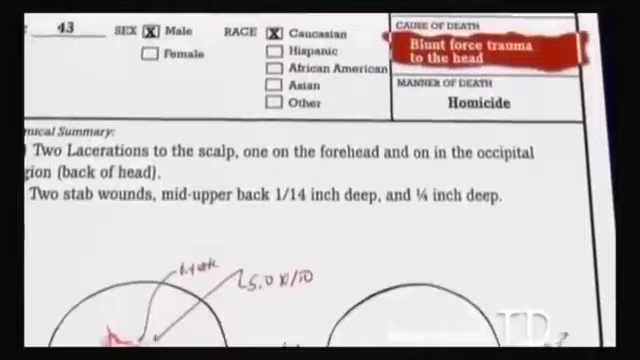 43 SEX X Male RACE X Caucasian
Female Hispanic
African American
Asian
Other
CAUSE OF DEATH
Blunt force trauma
to the head
MANNER OF DEATH
Homicide
mical Summary:
) Two Lacerations to the scalp, one on the forehead and on in the occipital
gion (back of head).
Two stab wounds, mid-upper back 1/14 inch deep, and ¼ inch deep.
TD